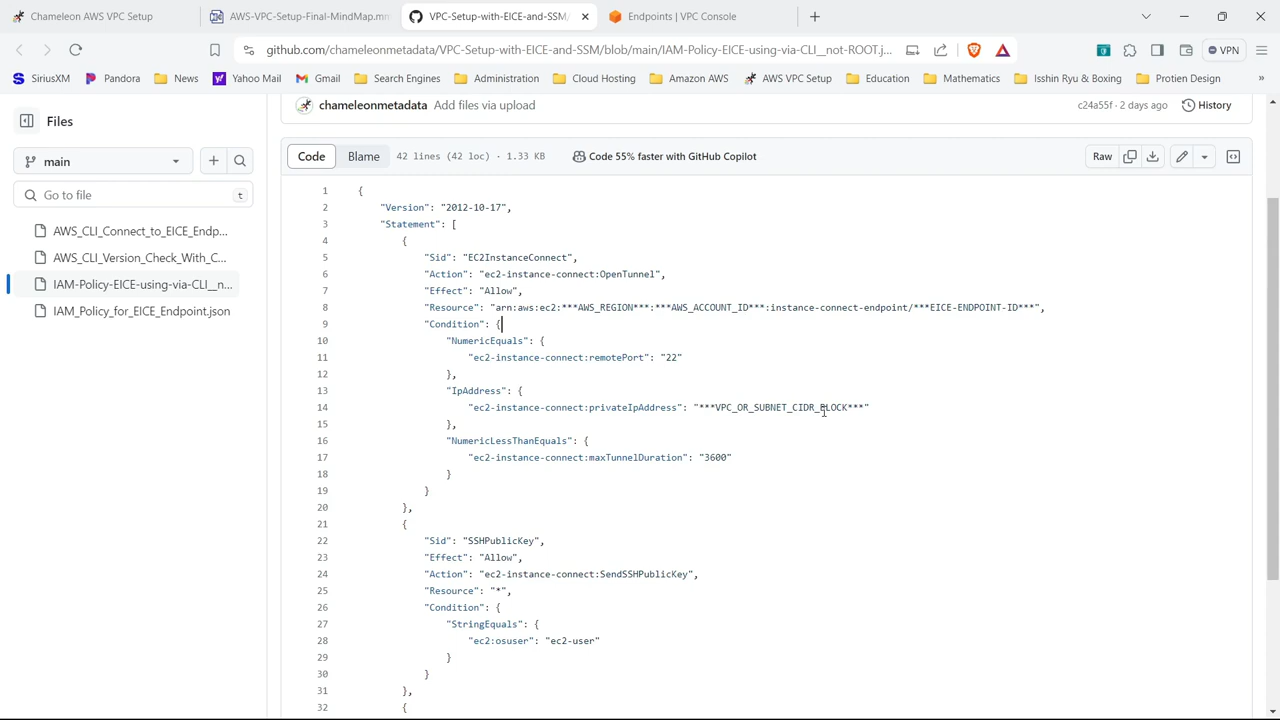 Chameleon AWS VPC Setup
AWS-VPC-Setup-Final-MindMap.mm
VPC-Setup-with-EICE-and-SSM/
Endpoints | VPC Console
github.com/chameleonmetadata/VPC-Setup-with-EICE-and-SSM/blob/main/IAM-Policy-EICE-using-via-CLI__not-ROOT.j...
VPN
SiriusXM
Pandora
News
Yahoo Mail
Gmail
Search Engines
Administration
Cloud Hosting
Amazon AWS
AWS VPC Setup
Education
Mathematics
Isshin Ryu & Boxing
Protien Design
»
Files
chameleonmetadata Add files via upload
c24a55f · 2 days ago
History
main
Go to file
t
AWS_CLI_Connect_to_EICE_Endp...
AWS_CLI_Version_Check_With_C...
IAM-Policy-EICE-using-via-CLI__n...
IAM_Policy_for_EICE_Endpoint.json
Code
Blame
42 lines (42 loc) · 1.33 KB
Code 55% faster with GitHub Copilot
Raw
1 {
2 "Version": "2012-10-17",
3 "Statement": [
4 {
5 "Sid": "EC2InstanceConnect",
6 "Action": "ec2-instance-connect:OpenTunnel",
7 "Effect": "Allow",
8 "Resource": "arn:aws:ec2:***AWS_REGION***:***AWS_ACCOUNT_ID***:instance-connect-endpoint/***EICE-ENDPOINT-ID***",
9 "Condition": {
10 "NumericEquals": {
11 "ec2-instance-connect:remotePort": "22"
12 },
13 "IpAddress": {
14 "ec2-instance-connect:privateIpAddress": "***VPC_OR_SUBNET_CIDR_BLOCK***"
15 },
16 "NumericLessThanEquals": {
17 "ec2-instance-connect:maxTunnelDuration": "3600"
18 }
19 }
20 },
21 {
22 "Sid": "SSHPublicKey",
23 "Effect": "Allow",
24 "Action": "ec2-instance-connect:SendSSHPublicKey",
25 "Resource": "*",
26 "Condition": {
27 "StringEquals": {
28 "ec2:osuser": "ec2-user"
29 }
30 }
31 },
32 {